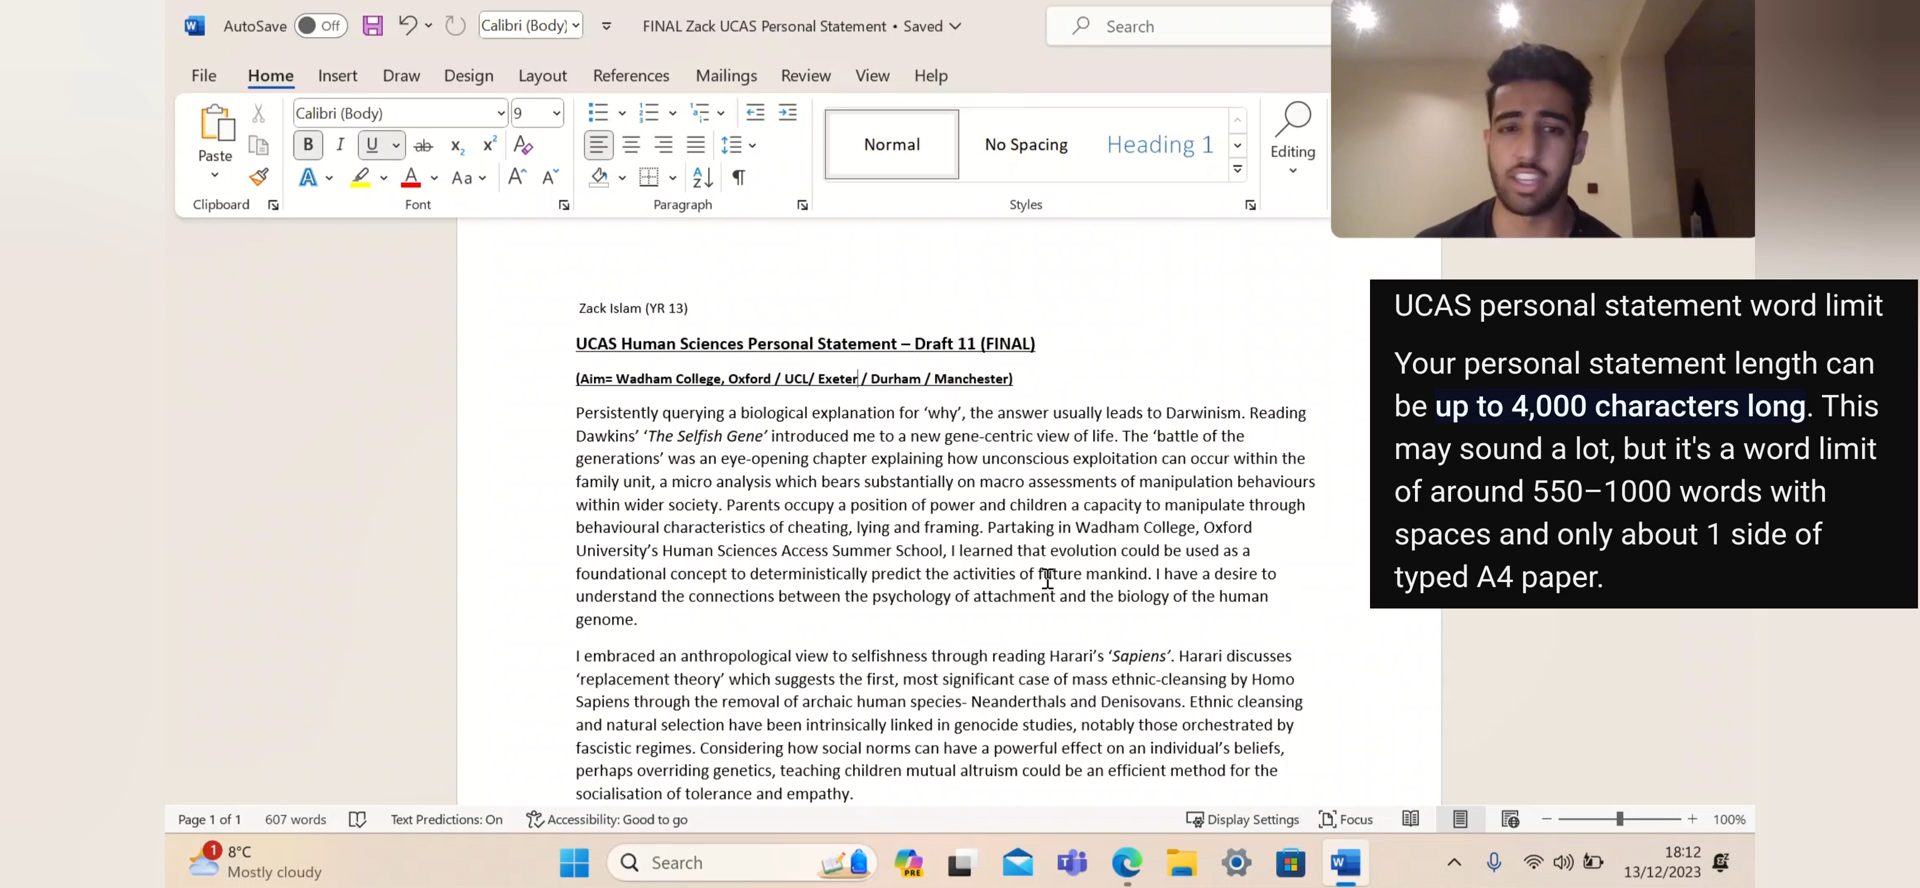 AutoSave Off Calibri (Body) FINAL Zack UCAS Personal Statement • Saved Search
File Home Insert Draw Design Layout References Mailings Review View Help
Calibri (Body) 9
Paste
B I U ab x₂ x² A
A A Aa A A
Normal No Spacing Heading 1
Editing
Clipboard Font Paragraph Styles
Zack Islam (YR 13)
UCAS Human Sciences Personal Statement – Draft 11 (FINAL)
(Aim= Wadham College, Oxford / UCL/ Exeter / Durham / Manchester)
Persistently querying a biological explanation for ‘why’, the answer usually leads to Darwinism. Reading
Dawkins’ ‘The Selfish Gene’ introduced me to a new gene-centric view of life. The ‘battle of the
generations’ was an eye-opening chapter explaining how unconscious exploitation can occur within the
family unit, a micro analysis which bears substantially on macro assessments of manipulation behaviours
within wider society. Parents occupy a position of power and children a capacity to manipulate through
behavioural characteristics of cheating, lying and framing. Partaking in Wadham College, Oxford
University’s Human Sciences Access Summer School, I learned that evolution could be used as a
foundational concept to deterministically predict the activities of future mankind. I have a desire to
understand the connections between the psychology of attachment and the biology of the human
genome.
I embraced an anthropological view to selfishness through reading Harari’s ‘Sapiens’. Harari discusses
‘replacement theory’ which suggests the first, most significant case of mass ethnic-cleansing by Homo
Sapiens through the removal of archaic human species- Neanderthals and Denisovans. Ethnic cleansing
and natural selection have been intrinsically linked in genocide studies, notably those orchestrated by
fascistic regimes. Considering how social norms can have a powerful effect on an individual’s beliefs,
perhaps overriding genetics, teaching children mutual altruism could be an efficient method for the
socialisation of tolerance and empathy.
UCAS personal statement word limit
Your personal statement length can
be up to 4,000 characters long. This
may sound a lot, but it's a word limit
of around 550–1000 words with
spaces and only about 1 side of
typed A4 paper.
Page 1 of 1 607 words Text Predictions: On Accessibility: Good to go Display Settings Focus 100%
1 8°C
Mostly cloudy
Search
PRE
18:12
13/12/2023